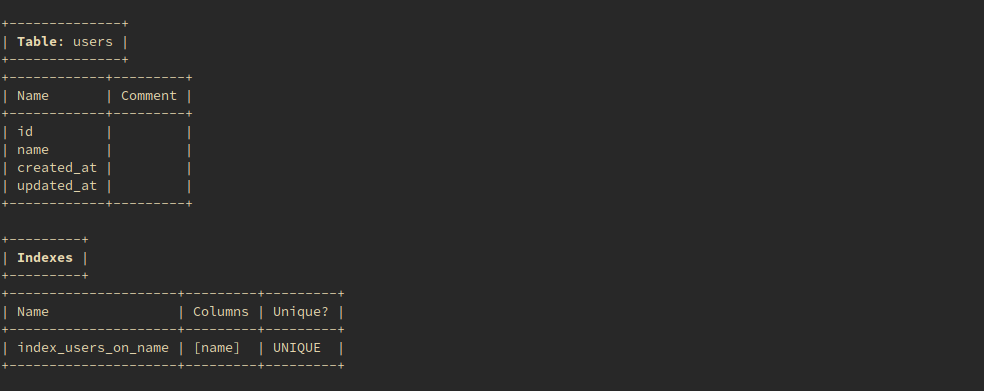 +--------------+
| Table: users |
+--------------+
+------------+---------+
| Name       | Comment |
+------------+---------+
| id         |         |
| name       |         |
| created_at |         |
| updated_at |         |
+------------+---------+

+---------+
| Indexes |
+---------+
+---------------------+---------+---------+
| Name                | Columns | Unique? |
+---------------------+---------+---------+
| index_users_on_name | [name]  | UNIQUE  |
+---------------------+---------+---------+